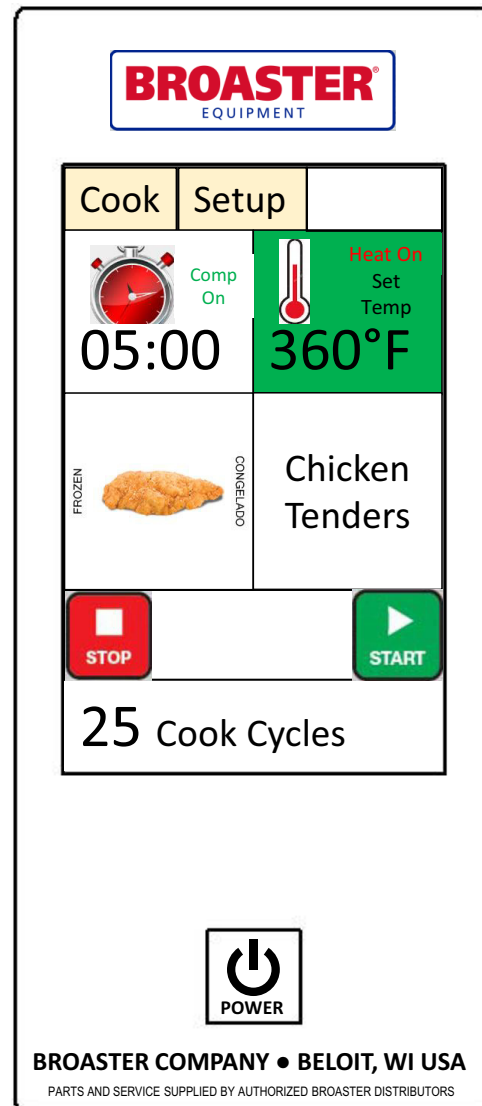 BROASTER®
EQUIPMENT
Cook Setup
Comp
On
05:00
Heat On
Set
Temp
360°F
FROZEN
CONGELADO
Chicken
Tenders
STOP
START
25 Cook Cycles
POWER
BROASTER COMPANY ● BELOIT, WI USA
PARTS AND SERVICE SUPPLIED BY AUTHORIZED BROASTER DISTRIBUTORS